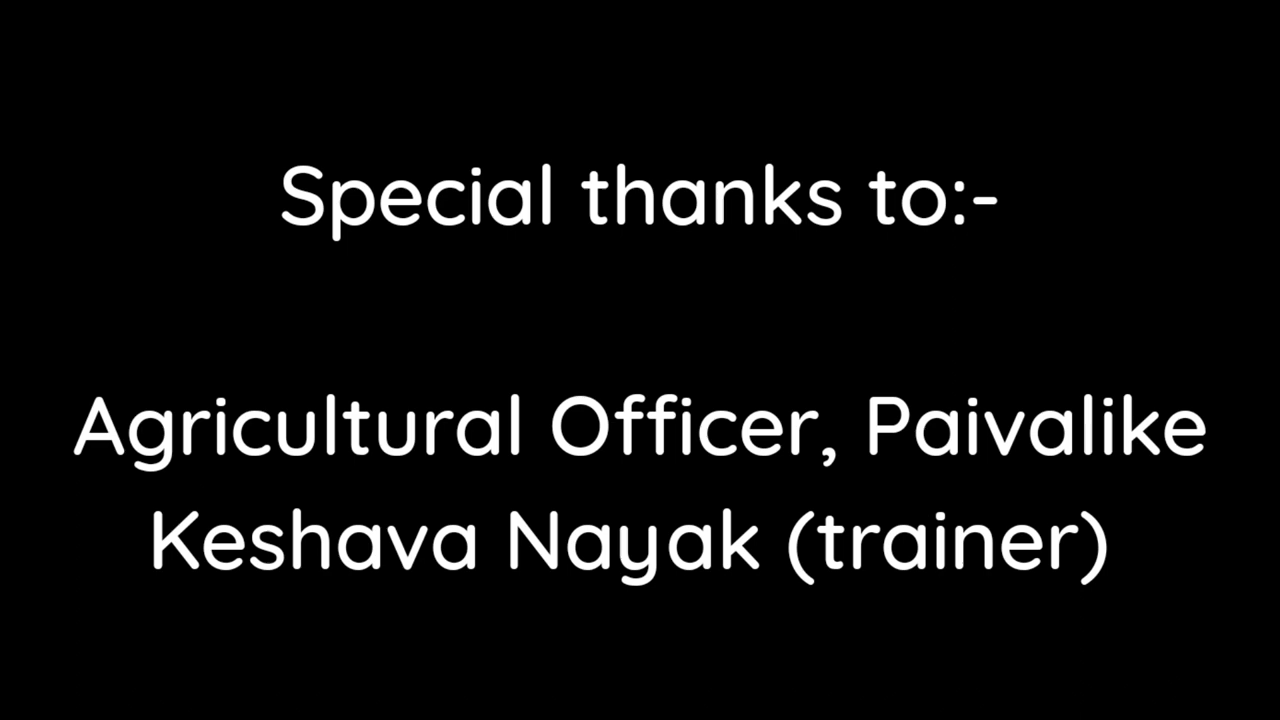 Special thanks to:-
Agricultural Officer, Paivalike
Keshava Nayak (trainer)